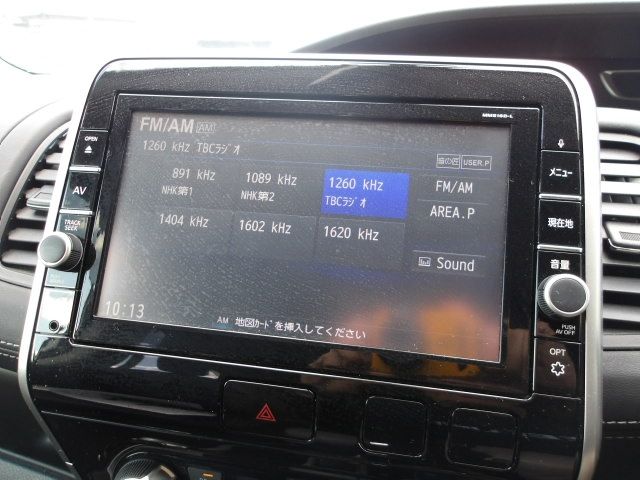 MM516D-L
FM/AM AM
1260 kHz TBCラジオ
音の匠 USER.P
891 kHz
NHK第1
1089 kHz
NHK第2
1260 kHz
TBCラジオ
FM/AM
1404 kHz
1602 kHz
1620 kHz
AREA.P
Sound
10:13
AM 地図カードを挿入してください
OPEN
AV
TRACK
SEEK
メニュー
現在地
音量
PUSH
AV OFF
OPT